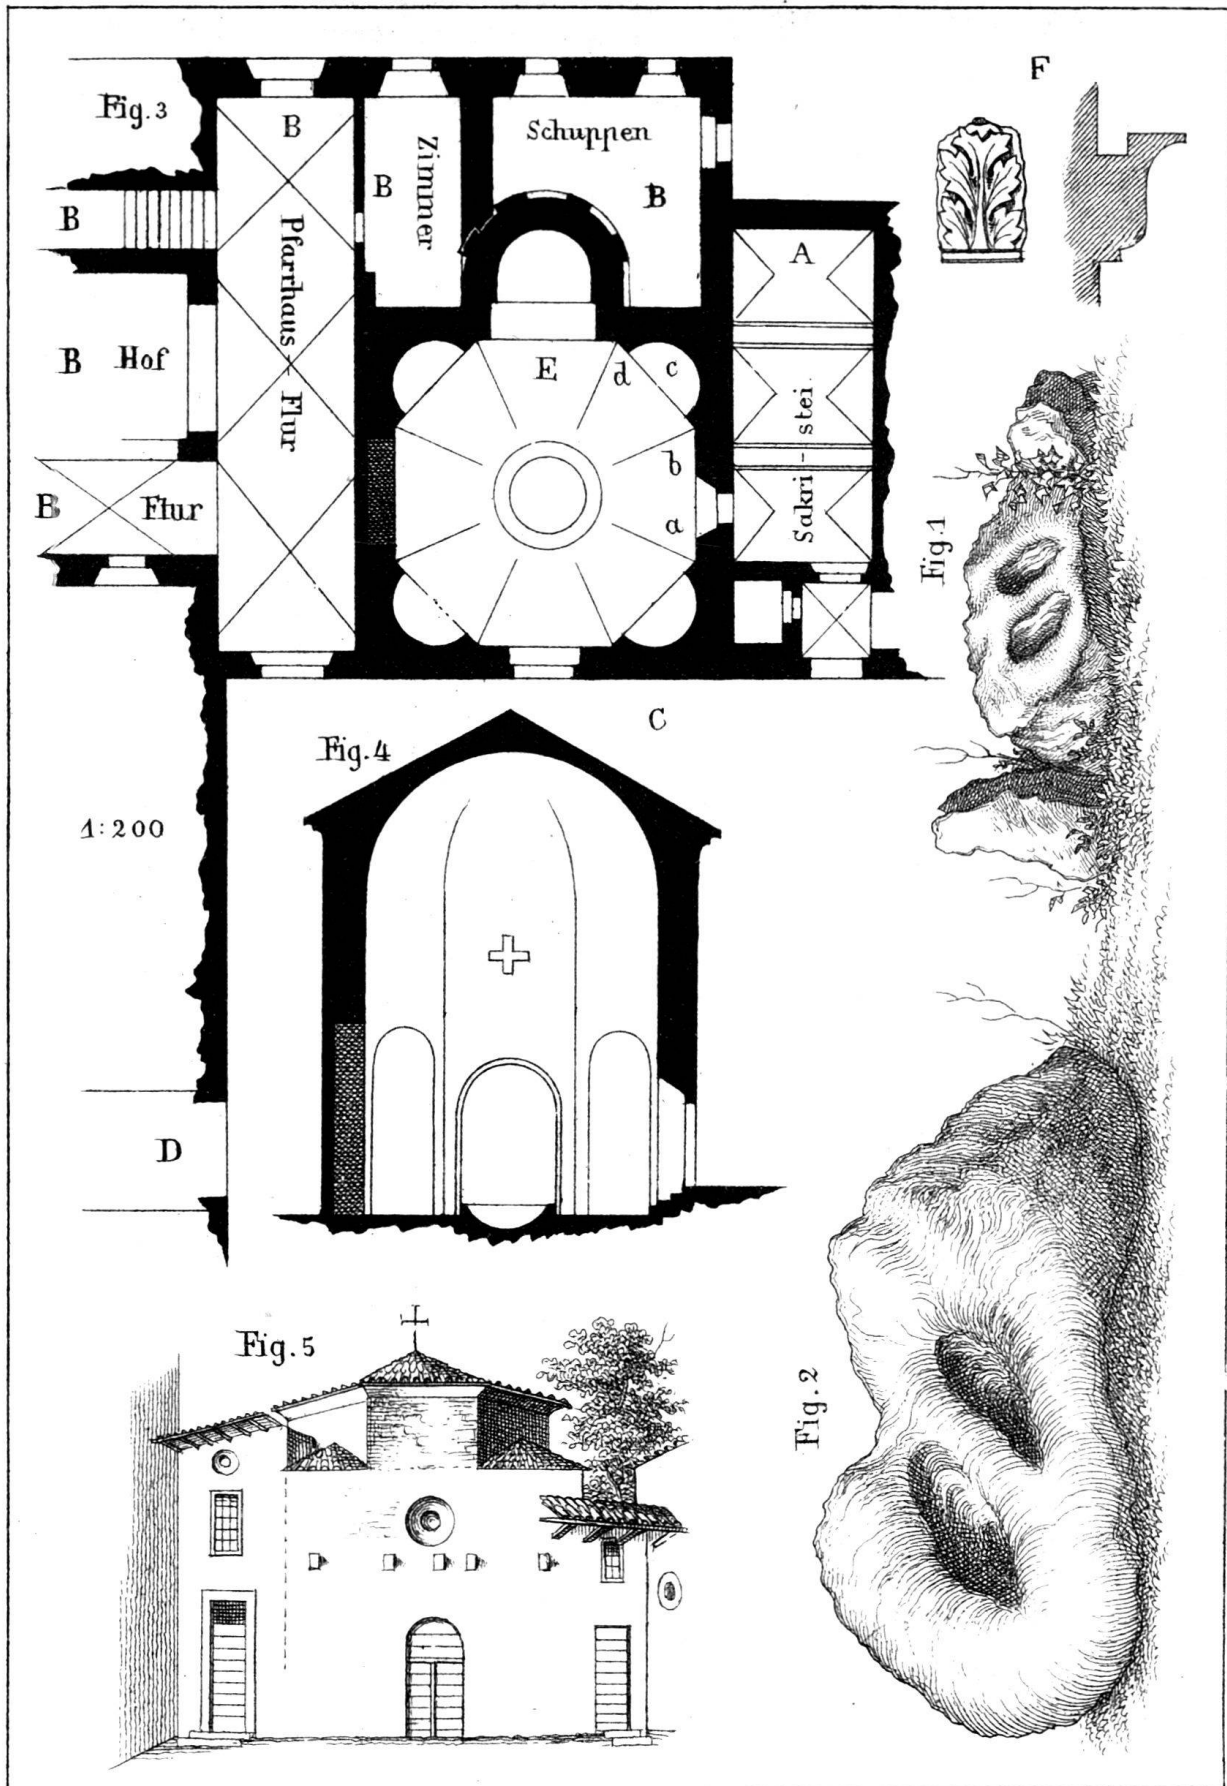 F
Fig. 3
B
Zimmer
B
Schuppen
B
B
Pfarrhaus-Flur
A
Sakri-stei.
B Hof
E
d
c
b
a
B Flur
Fig. 1
C
Fig. 4
1:200
D
Fig. 5
Fig. 2